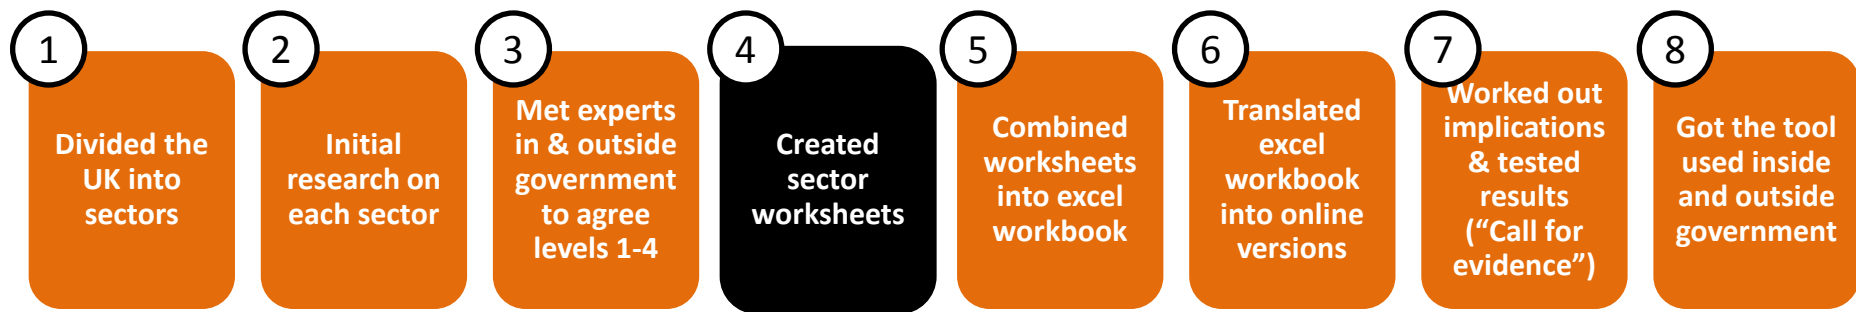 1
Divided the
UK into
sectors
2
Initial
research on
each sector
3
Met experts
in & outside
government
to agree
levels 1-4
4
Created
sector
worksheets
5
Combined
worksheets
into excel
workbook
6
Translated
excel
workbook
into online
versions
7
Worked out
implications
& tested
results
(“Call for
evidence”)
8
Got the tool
used inside
and outside
government